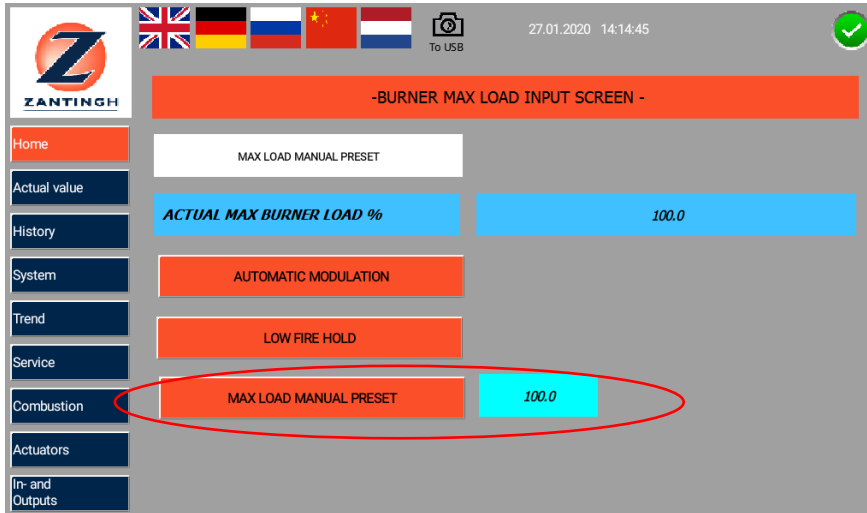 To USB
27.01.2020 14:14:45
ZANTINGH
-BURNER MAX LOAD INPUT SCREEN -
Home
MAX LOAD MANUAL PRESET
Actual value
ACTUAL MAX BURNER LOAD %
100.0
History
System
AUTOMATIC MODULATION
Trend
LOW FIRE HOLD
Service
Combustion
MAX LOAD MANUAL PRESET
100.0
Actuators
In- and
Outputs